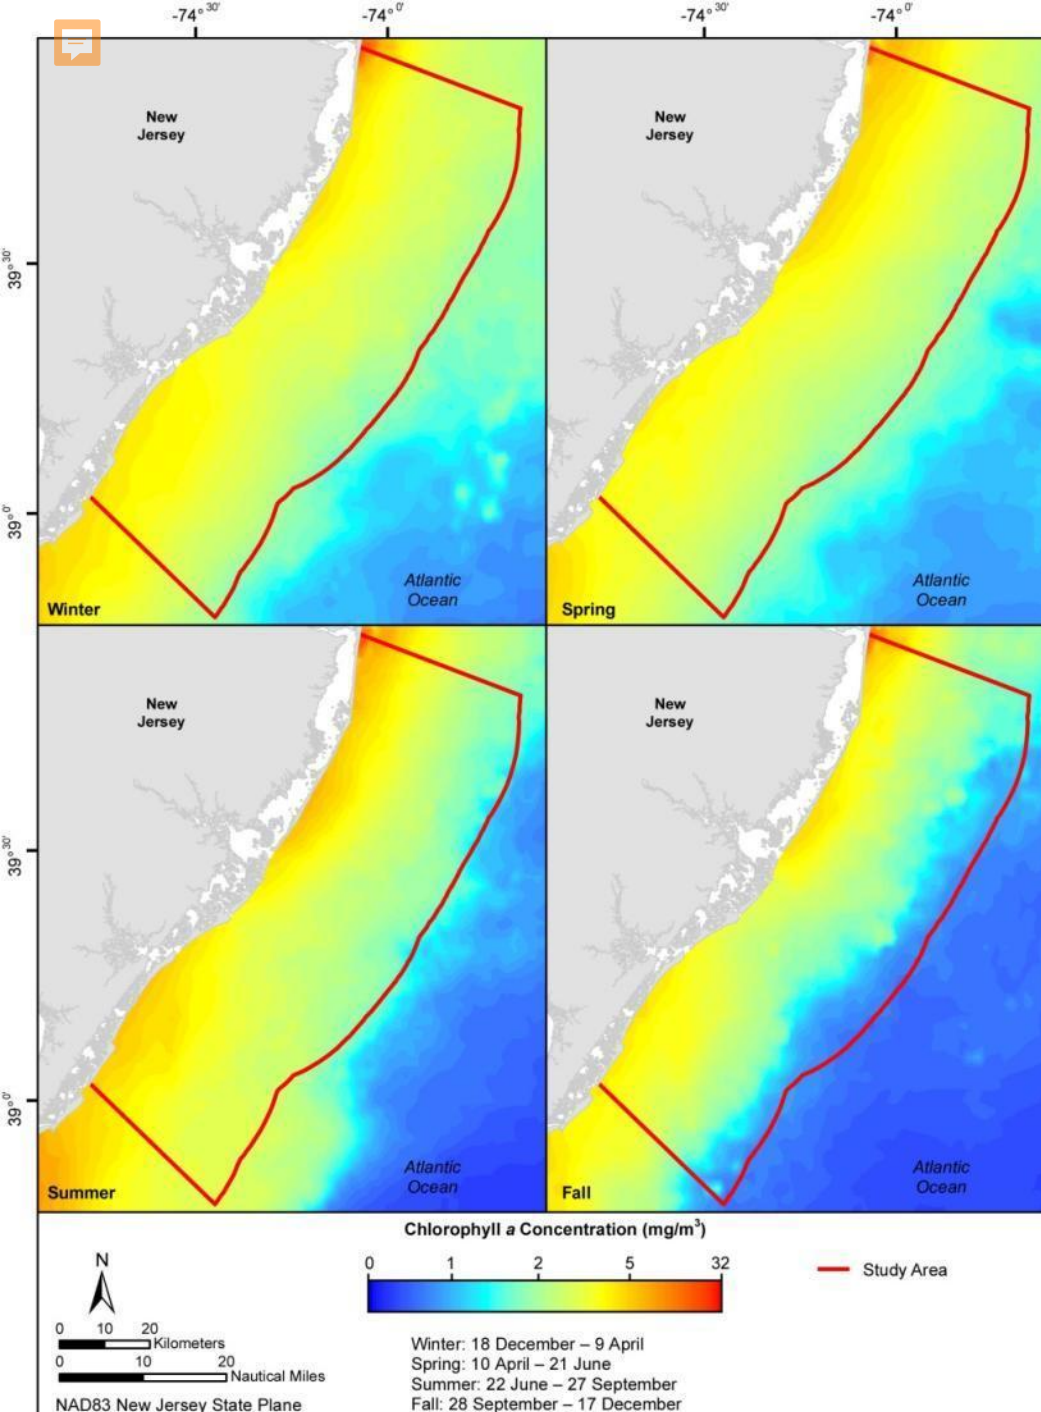 -74° 30' -74° 0' -74° 30' -74° 0'
New
Jersey
New
Jersey
39° 30'
39° 0'
Atlantic
Ocean
Winter
Atlantic
Ocean
Spring
New
Jersey
New
Jersey
39° 30'
39° 0'
Atlantic
Ocean
Summer
Atlantic
Ocean
Fall
Chlorophyll a Concentration (mg/m³)
N
0 1 2 5 32
Study Area
0 10 20
Kilometers
0 10 20
Nautical Miles
NAD83 New Jersey State Plane
Winter: 18 December – 9 April
Spring: 10 April – 21 June
Summer: 22 June – 27 September
Fall: 28 September – 17 December